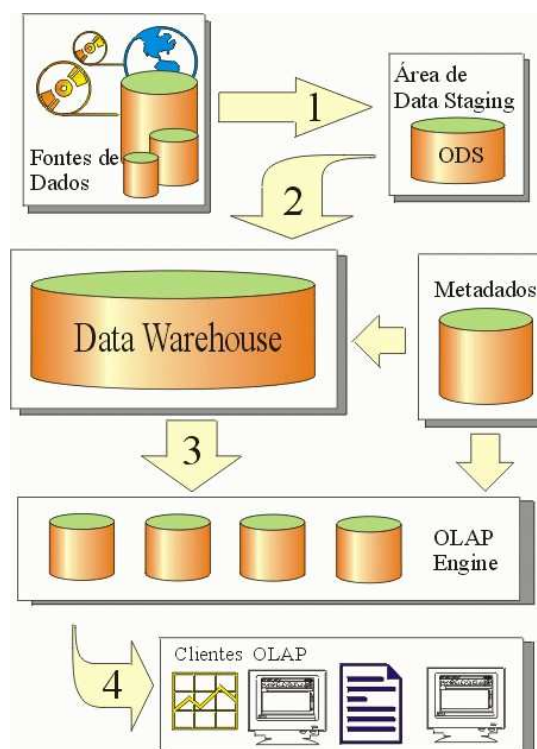 Fontes de
Dados
1
Área de
Data Staging
ODS
2
Data Warehouse
Metadados
3
OLAP
Engine
4
Clientes OLAP